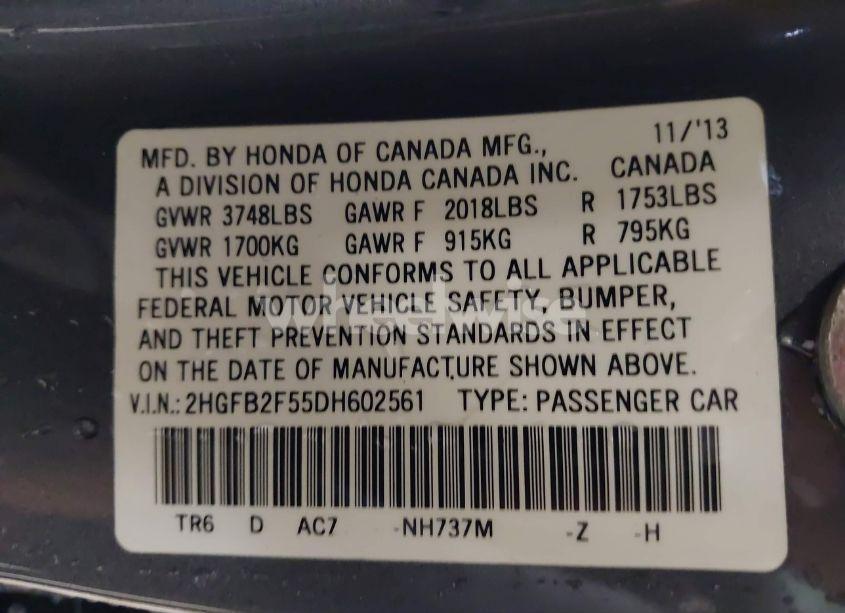 11/'13
MFD. BY HONDA OF CANADA MFG.,
A DIVISION OF HONDA CANADA INC. CANADA
GVWR 3748LBS GAWR F 2018LBS R 1753LBS
GVWR 1700KG GAWR F 915KG R 795KG
THIS VEHICLE CONFORMS TO ALL APPLICABLE
FEDERAL MOTOR VEHICLE SAFETY, BUMPER,
AND THEFT PREVENTION STANDARDS IN EFFECT
ON THE DATE OF MANUFACTURE SHOWN ABOVE.
V.I.N.: 2HGFB2F55DH602561 TYPE: PASSENGER CAR
TR6 D AC7 -NH737M -Z -H